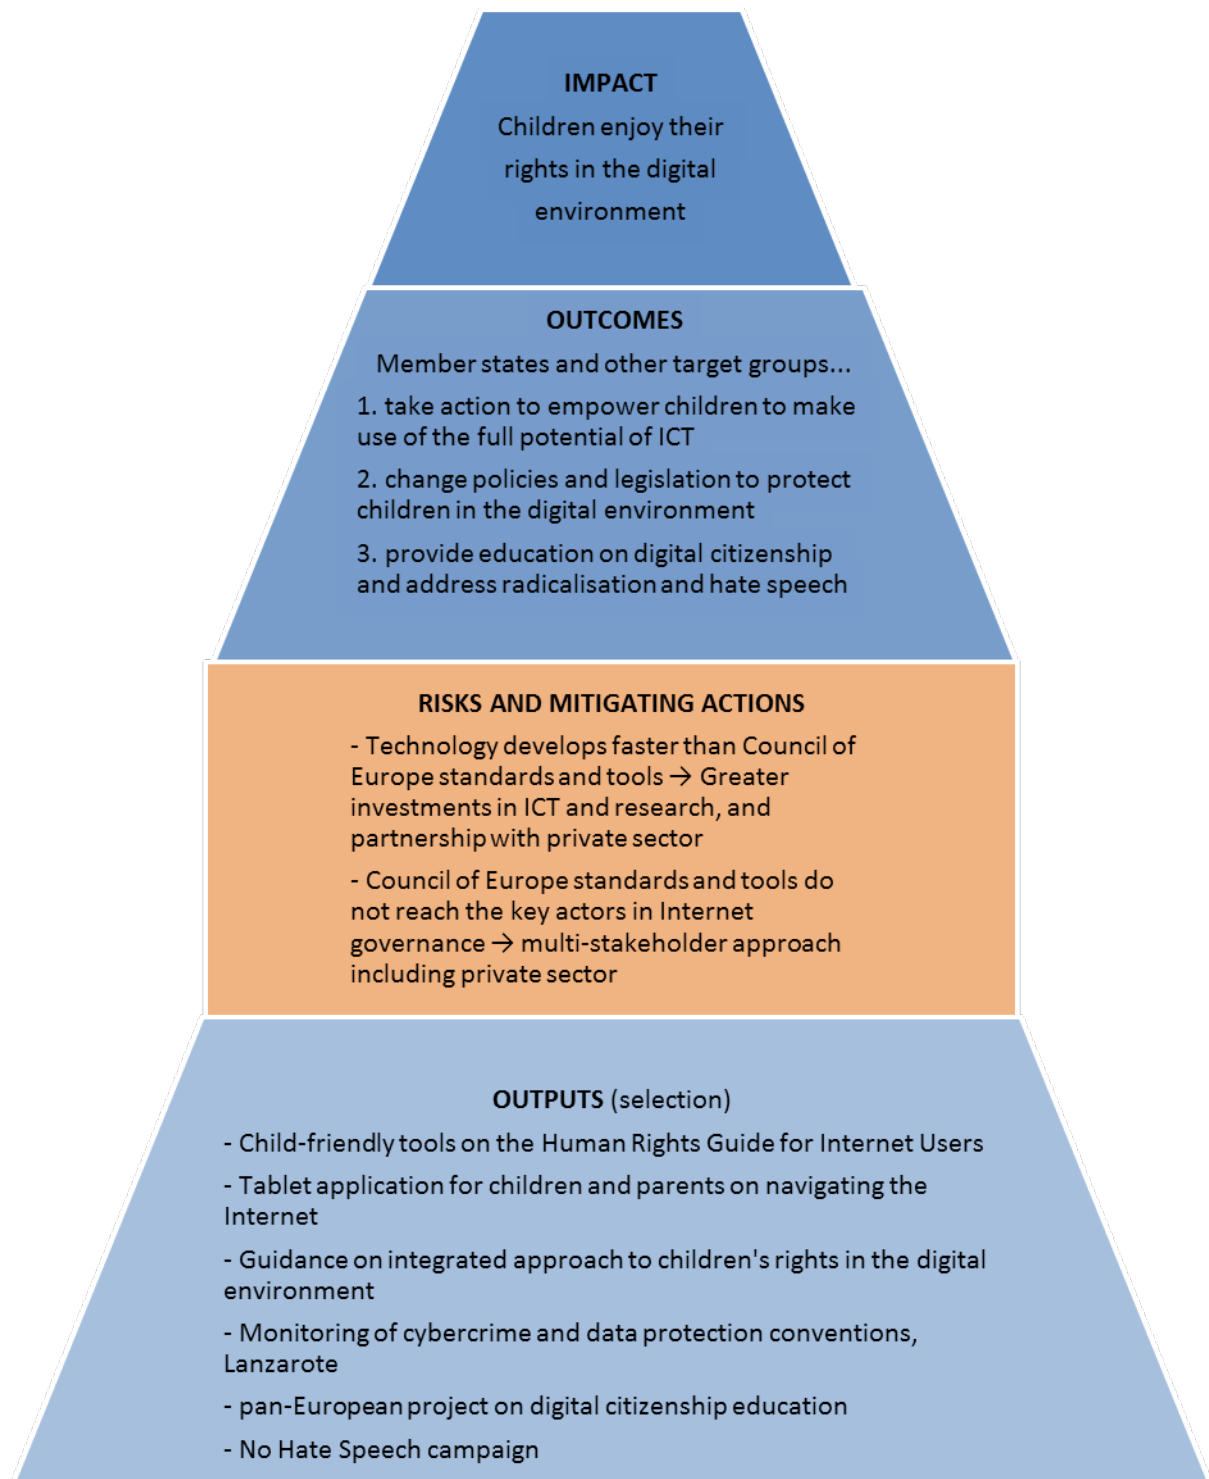 IMPACT
Children enjoy their
rights in the digital
environment
OUTCOMES
Member states and other target groups...
1. take action to empower children to make
use of the full potential of ICT
2. change policies and legislation to protect
children in the digital environment
3. provide education on digital citizenship
and address radicalisation and hate speech
RISKS AND MITIGATING ACTIONS
- Technology develops faster than Council of
Europe standards and tools → Greater
investments in ICT and research, and
partnership with private sector
- Council of Europe standards and tools do
not reach the key actors in Internet
governance → multi-stakeholder approach
including private sector
OUTPUTS (selection)
- Child-friendly tools on the Human Rights Guide for Internet Users
- Tablet application for children and parents on navigating the
Internet
- Guidance on integrated approach to children's rights in the digital
environment
- Monitoring of cybercrime and data protection conventions,
Lanzarote
- pan-European project on digital citizenship education
- No Hate Speech campaign